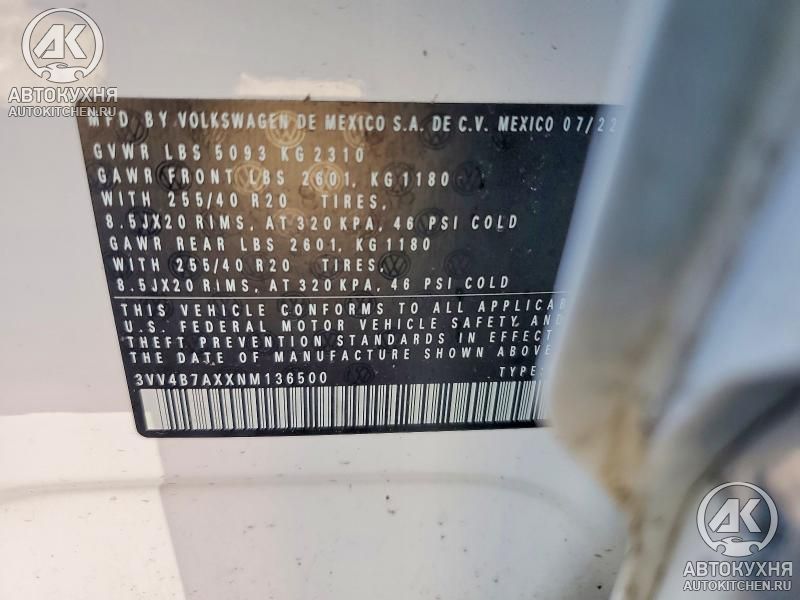 AK
АВТОКУХНЯ
AUTOKITCHEN.RU
MFD BY VOLKSWAGEN DE MEXICO S.A. DE C.V. MEXICO 07/22
GVWR LBS 5093 KG 2310
GAWR FRONT LBS 2601, KG 1180
WITH 255/40 R20 TIRES,
8.5JX20 RIMS, AT 320 KPA, 46 PSI COLD
GAWR REAR LBS 2601, KG 1180
WITH 255/40 R20 TIRES,
8.5JX20 RIMS, AT 320 KPA, 46 PSI COLD
THIS VEHICLE CONFORMS TO ALL APPLICAB
U.S. FEDERAL MOTOR VEHICLE SAFETY, AND
THEFT PREVENTION STANDARDS IN EFFECT
THE DATE OF MANUFACTURE SHOWN ABOVE
3VV4B7AXXNM136500 TYPE:
AK
АВТОКУХНЯ
AUTOKITCHEN.RU